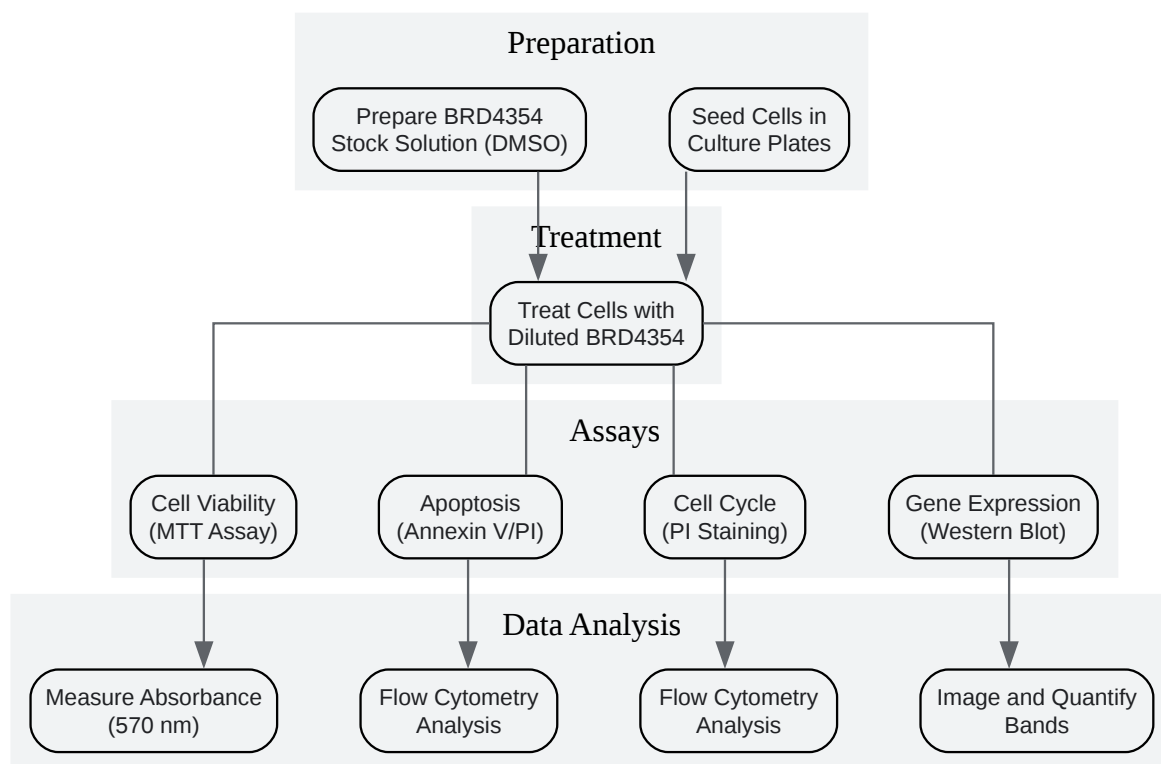 Preparation
Prepare BRD4354
Stock Solution (DMSO)
Seed Cells in
Culture Plates
Treatment
Treat Cells with
Diluted BRD4354
Assays
Cell Viability
(MTT Assay)
Apoptosis
(Annexin V/PI)
Cell Cycle
(PI Staining)
Gene Expression
(Western Blot)
Data Analysis
Measure Absorbance
(570 nm)
Flow Cytometry
Analysis
Flow Cytometry
Analysis
Image and Quantify
Bands